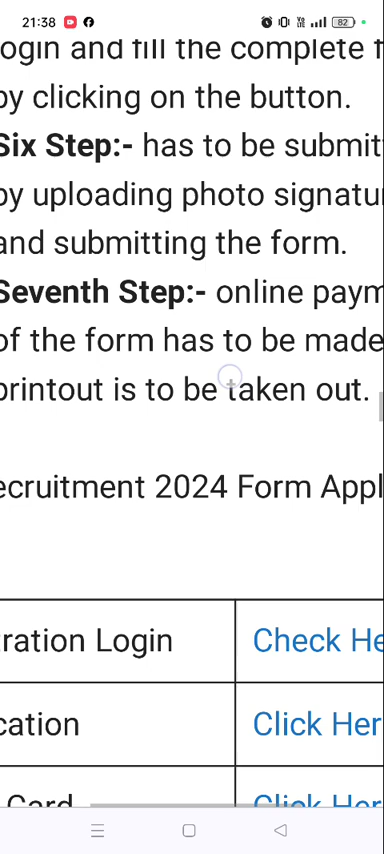 21:38
82
login and fill the complete f
by clicking on the button.
Six Step:- has to be submit
by uploading photo signatu
and submitting the form.
Seventh Step:- online paym
of the form has to be made
printout is to be taken out.
ecruitment 2024 Form Appl
ration Login
Check He
cation
Click Her
Card
Click Her